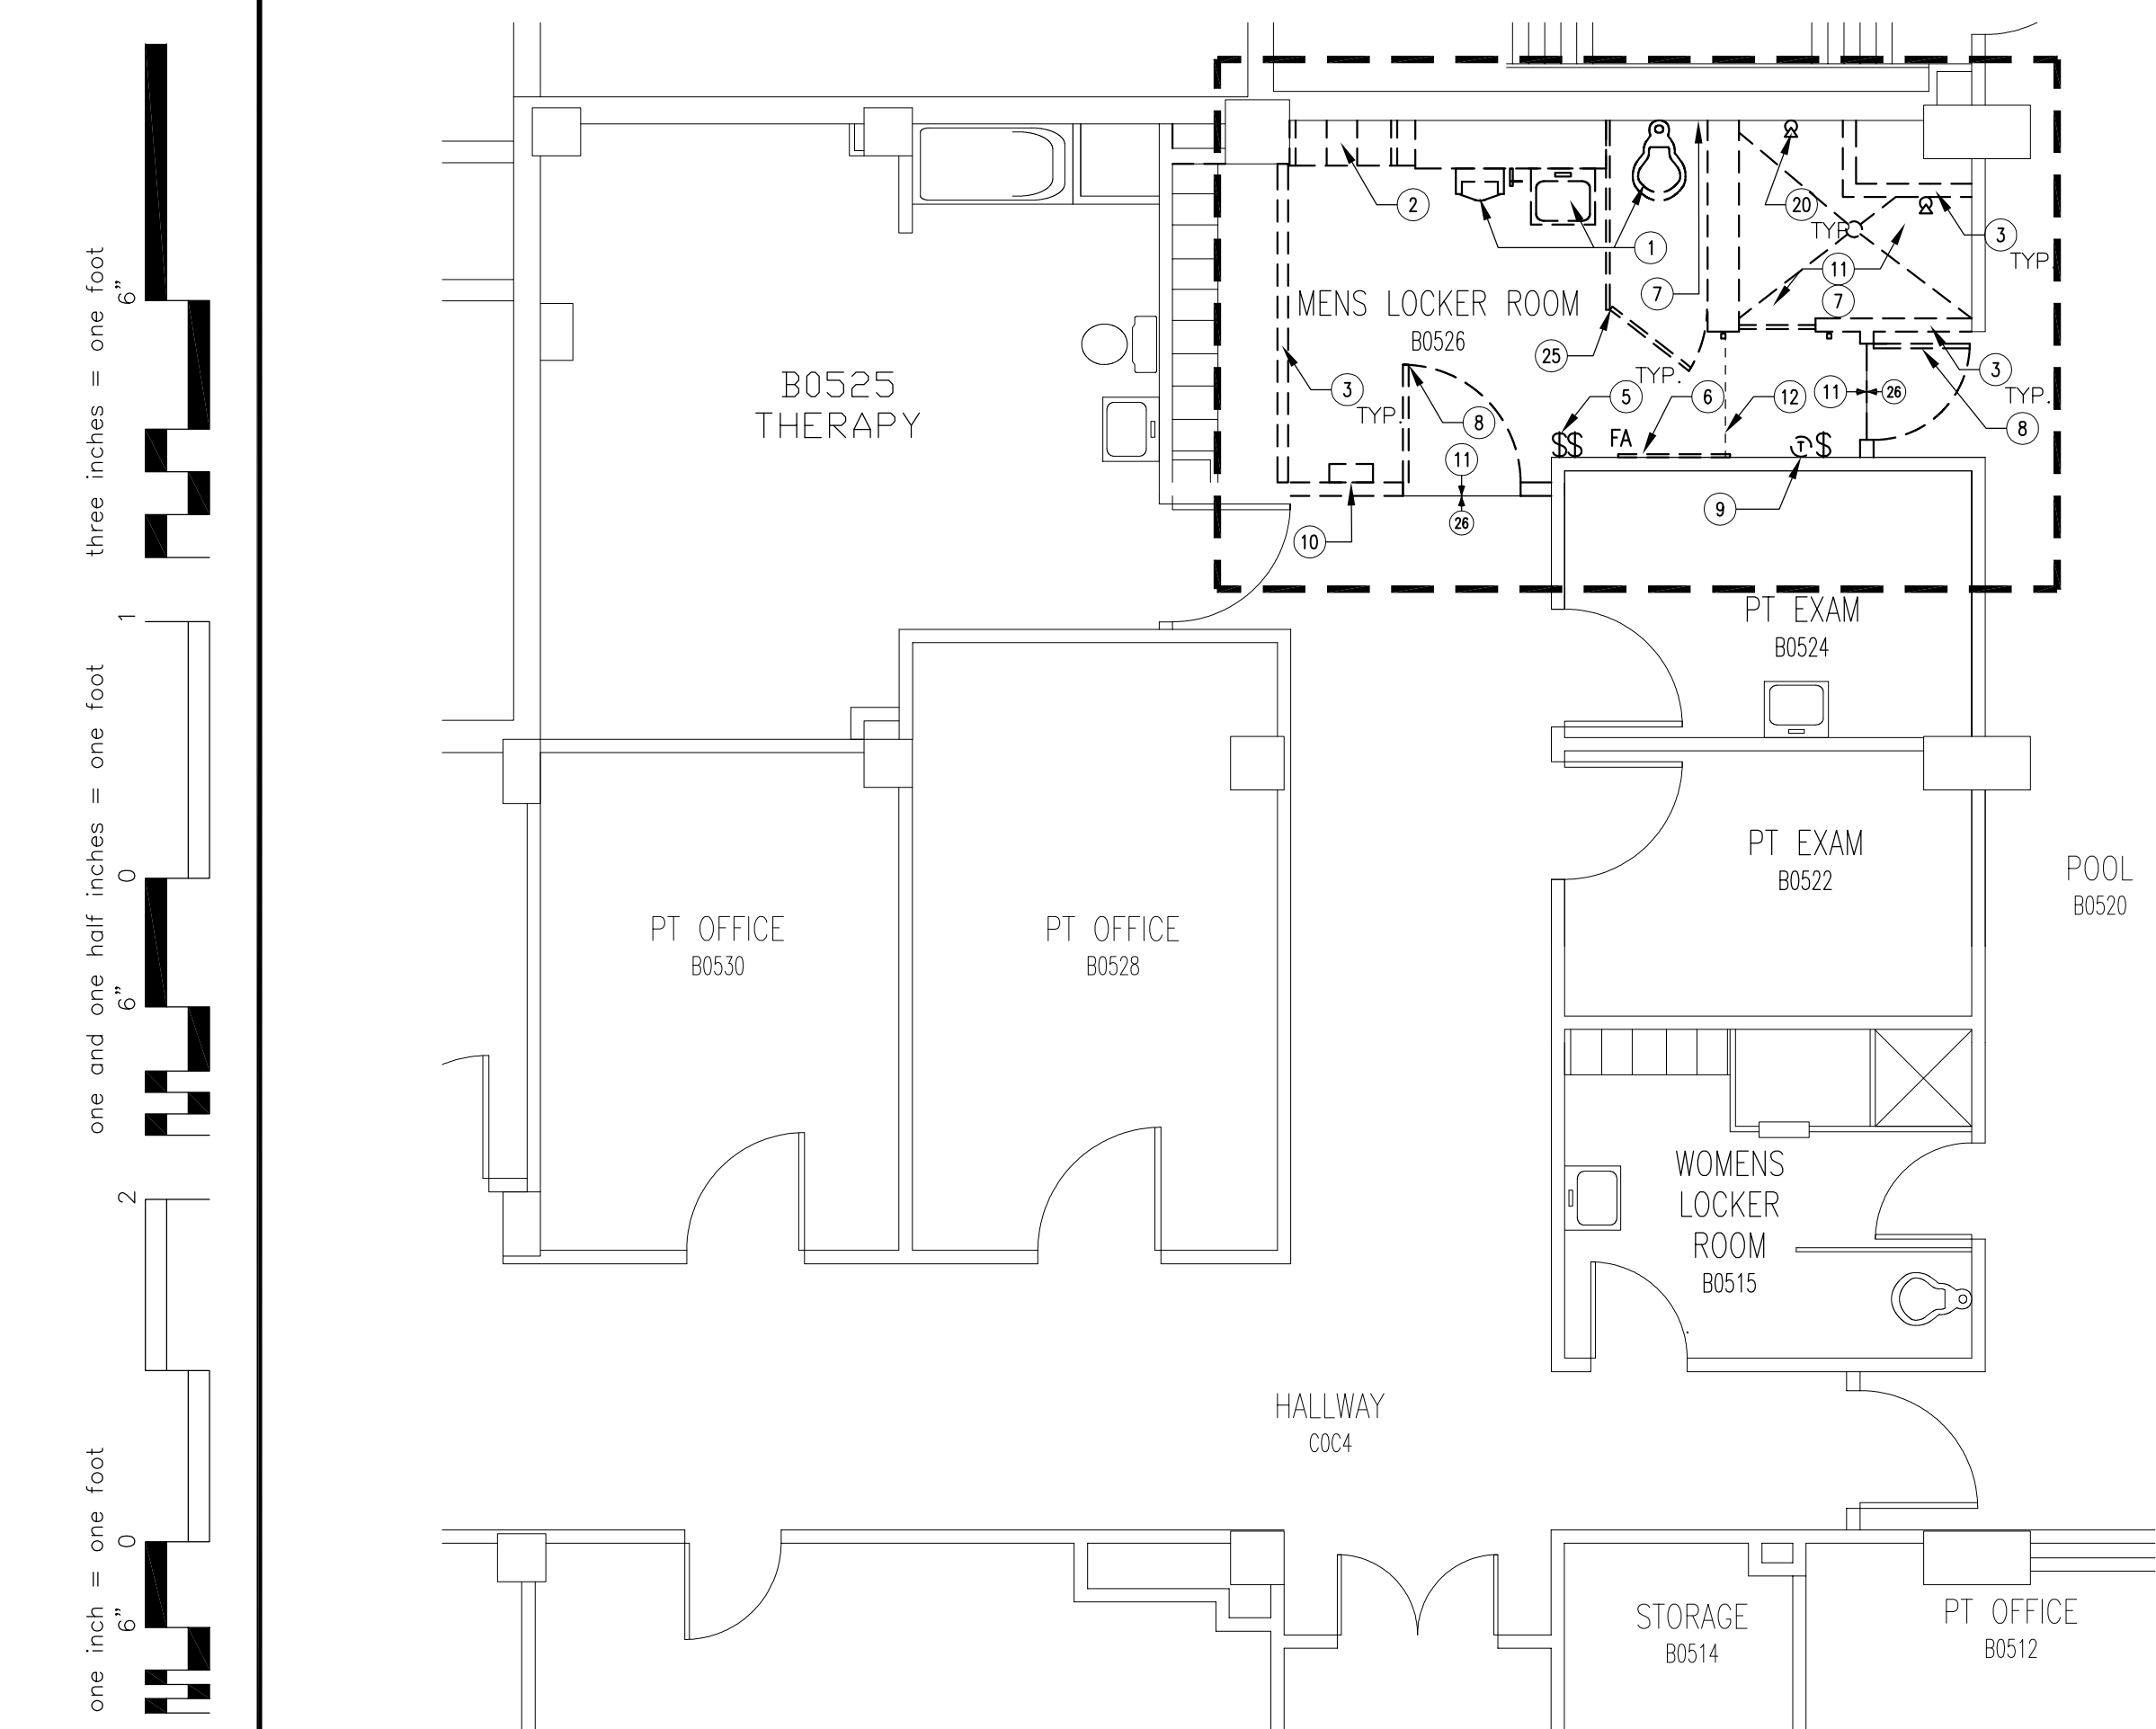 three inches = one foot
6"
one and one half inches = one foot
1
0
6"
one inch = one foot
2
0
6"
2
1
20
TYP.
3
TYP.
11
7
7
MENS LOCKER ROOM
B0526
25
TYP.
3
TYP.
8
5
6
12
11
26
3
TYP.
8
$$
FA
T
$
11
26
10
9
B0525
THERAPY
PT EXAM
B0524
PT EXAM
B0522
POOL
B0520
PT OFFICE
B0530
PT OFFICE
B0528
WOMENS
LOCKER
ROOM
B0515
HALLWAY
C0C4
STORAGE
B0514
PT OFFICE
B0512